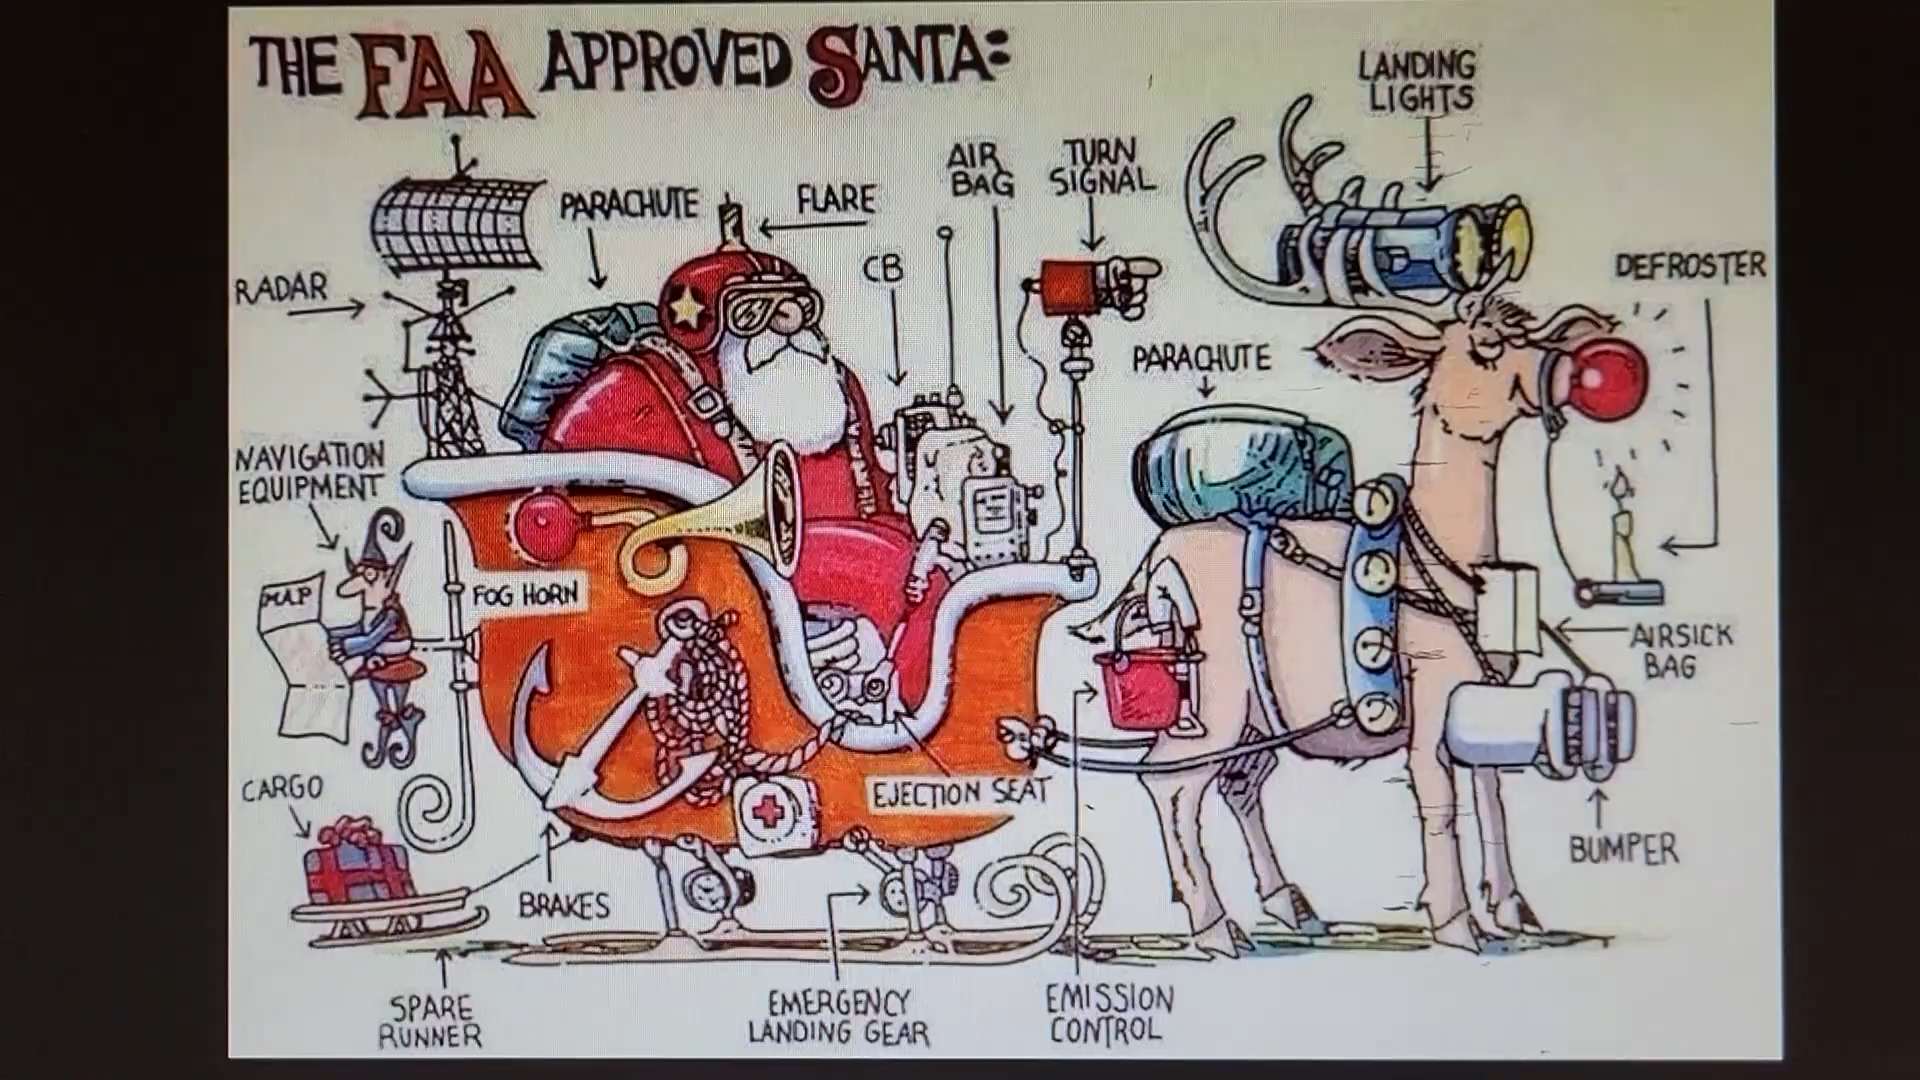 THE FAA APPROVED SANTA:
LANDING
LIGHTS
AIR
BAG
TURN
SIGNAL
PARACHUTE
FLARE
CB
RADAR
DEFROSTER
PARACHUTE
NAVIGATION
EQUIPMENT
MAP
FOG HORN
AIRSICK
BAG
CARGO
EJECTION SEAT
BUMPER
BRAKES
SPARE
RUNNER
EMERGENCY
LANDING GEAR
EMISSION
CONTROL